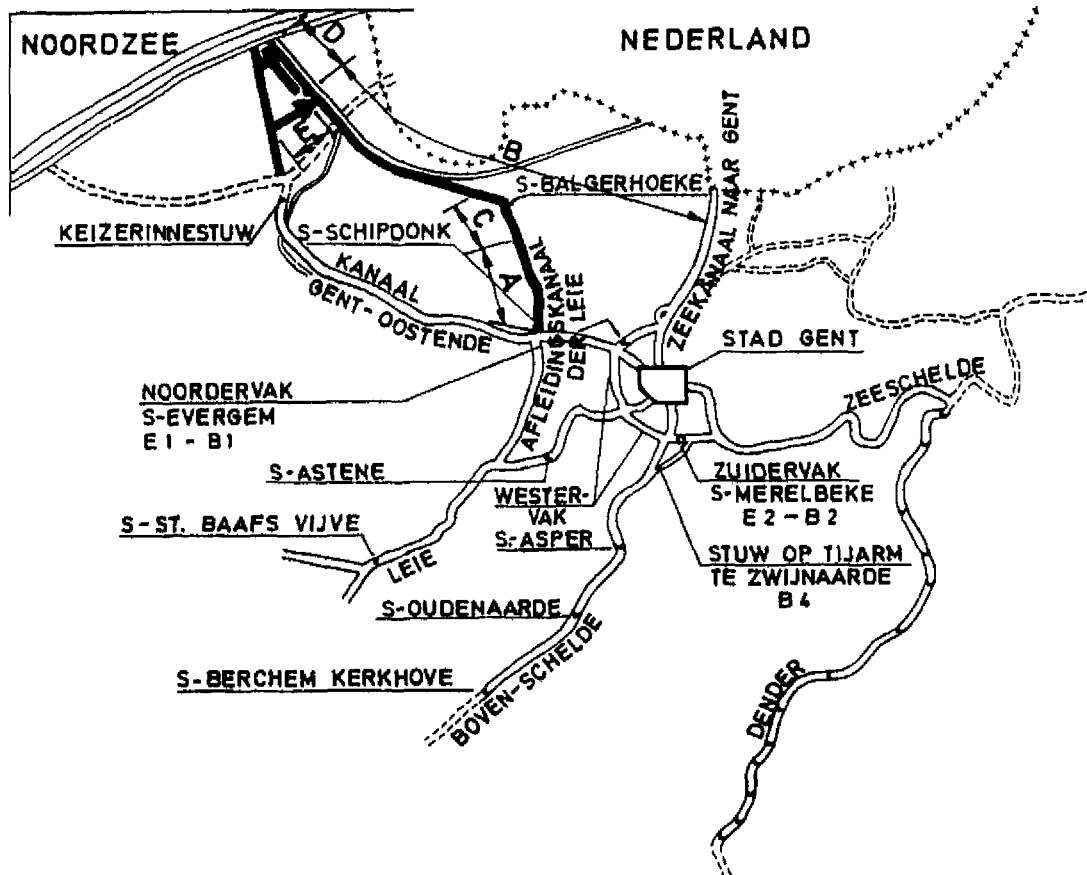 NOORDZEE
NEDERLAND
D
E
B
S-BALGERHOEKE
ZEEKANAAL NAAR GENT
KEIZERINNESTUW
S-SCHIPDONK
C
A
KANAAL
GENT-OOSTENDE
AFLEIDINGSKANAAL
DER LEIE
STAD GENT
NOORDERVAK
S-EVERGEM
E1 - B1
ZEESCHELDE
S-ASTENE
WESTER-
VAK
ZUIDERVAK
S-MERELBEKE
E2-B2
S-ST. BAAFS VIJVE
LEIE
S-ASPER
STUW OP TIJARM
TE ZWIJNAARDE
B4
S-OUDENAARDE
S-BERCHEM KERKHOVE
BOVEN-SCHELDE
DENDER